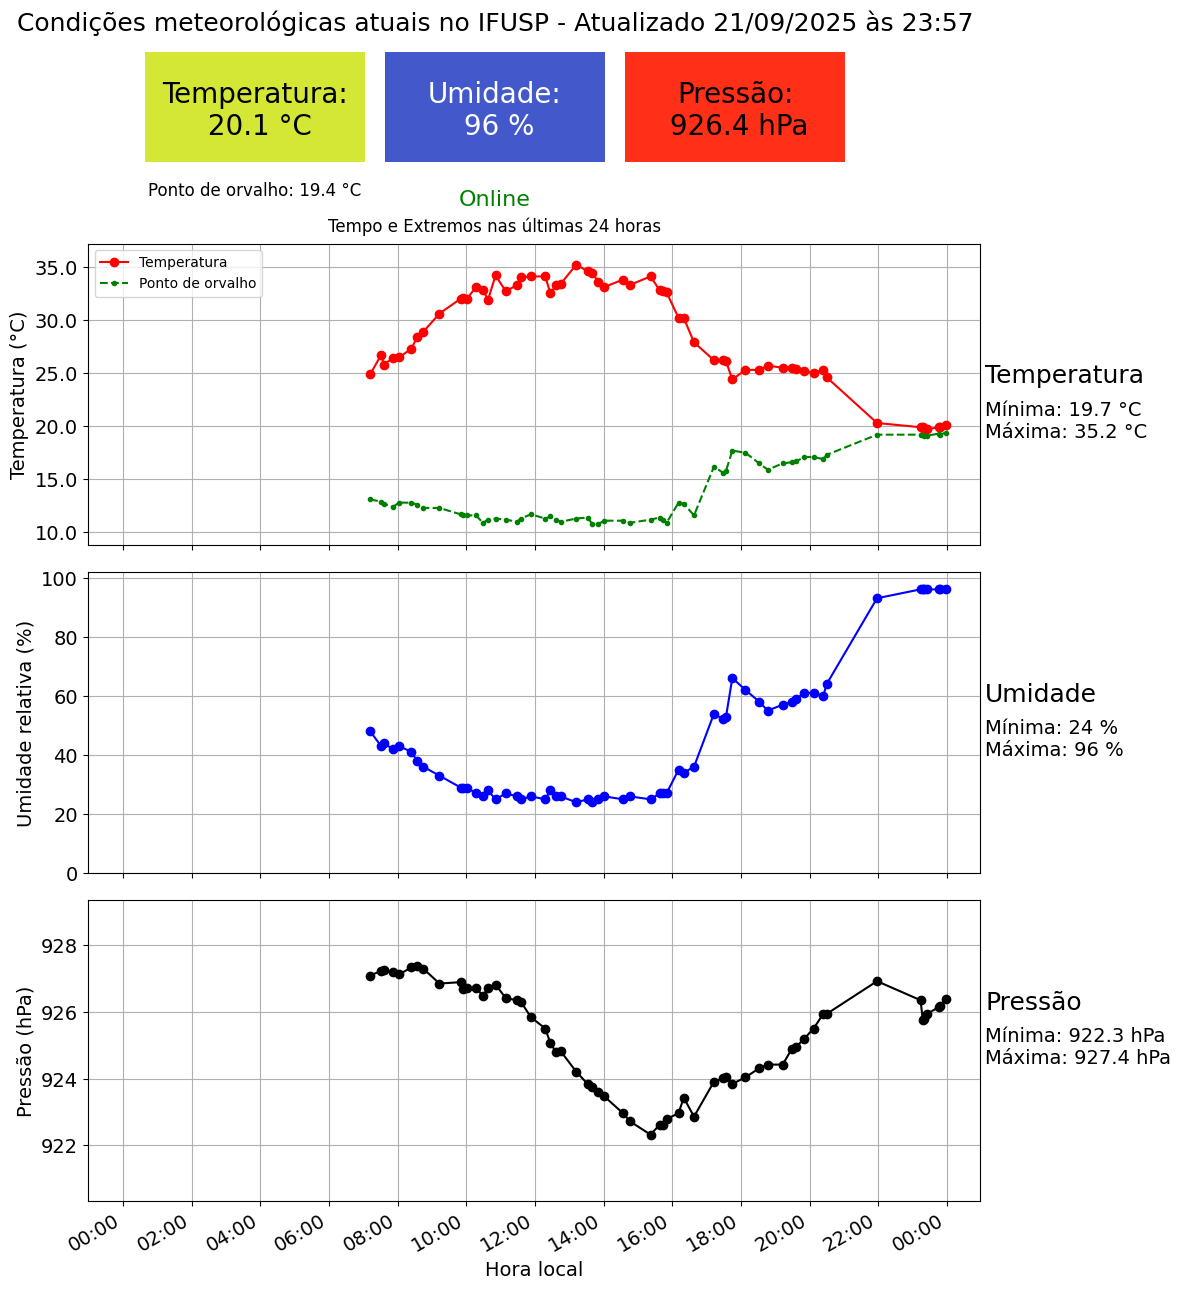 Condições meteorológicas atuais no IFUSP - Atualizado 21/09/2025 às 23:57
Temperatura:
20.1 °C
Umidade:
96 %
Pressão:
926.4 hPa
Ponto de orvalho: 19.4 °C
Online
Tempo e Extremos nas últimas 24 horas
Temperatura
Ponto de orvalho
Temperatura (°C)
35.0
30.0
25.0
20.0
15.0
10.0
Temperatura
Mínima: 19.7 °C
Máxima: 35.2 °C
Umidade relativa (%)
100
80
60
40
20
0
Umidade
Mínima: 24 %
Máxima: 96 %
Pressão (hPa)
928
926
924
922
Pressão
Mínima: 922.3 hPa
Máxima: 927.4 hPa
00:00
02:00
04:00
06:00
08:00
10:00
12:00
14:00
16:00
18:00
20:00
22:00
00:00
Hora local